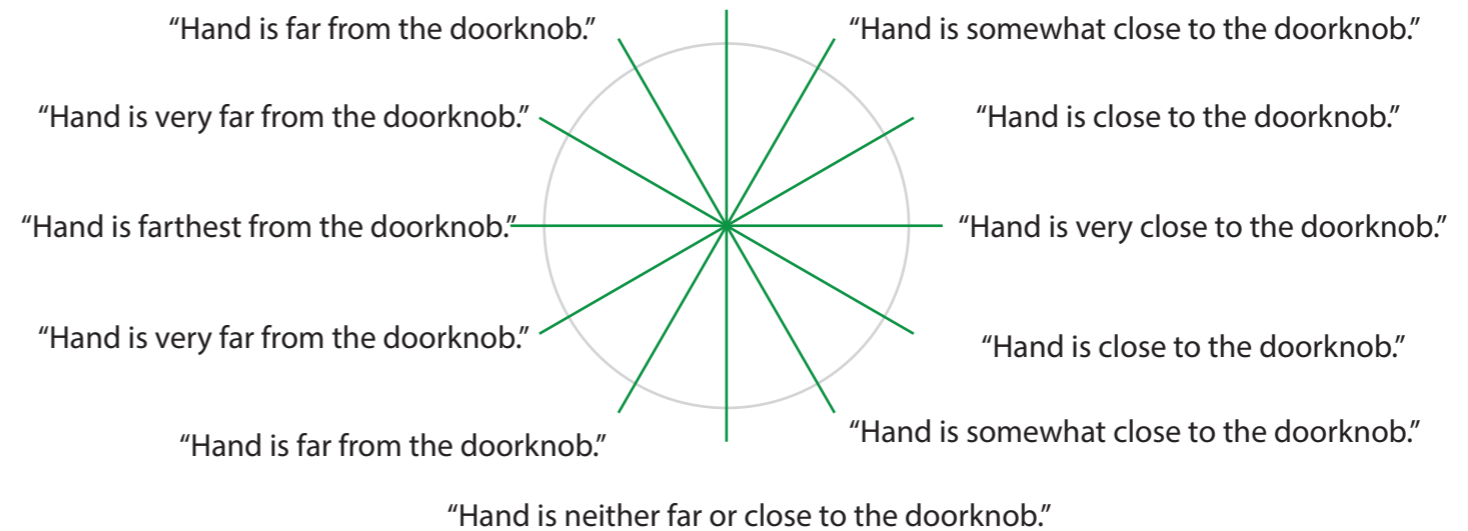 “Hand is far from the doorknob.”
“Hand is somewhat close to the doorknob.”
“Hand is very far from the doorknob.”
“Hand is close to the doorknob.”
“Hand is farthest from the doorknob.”
“Hand is very close to the doorknob.”
“Hand is very far from the doorknob.”
“Hand is close to the doorknob.”
“Hand is far from the doorknob.”
“Hand is somewhat close to the doorknob.”
“Hand is neither far or close to the doorknob.”